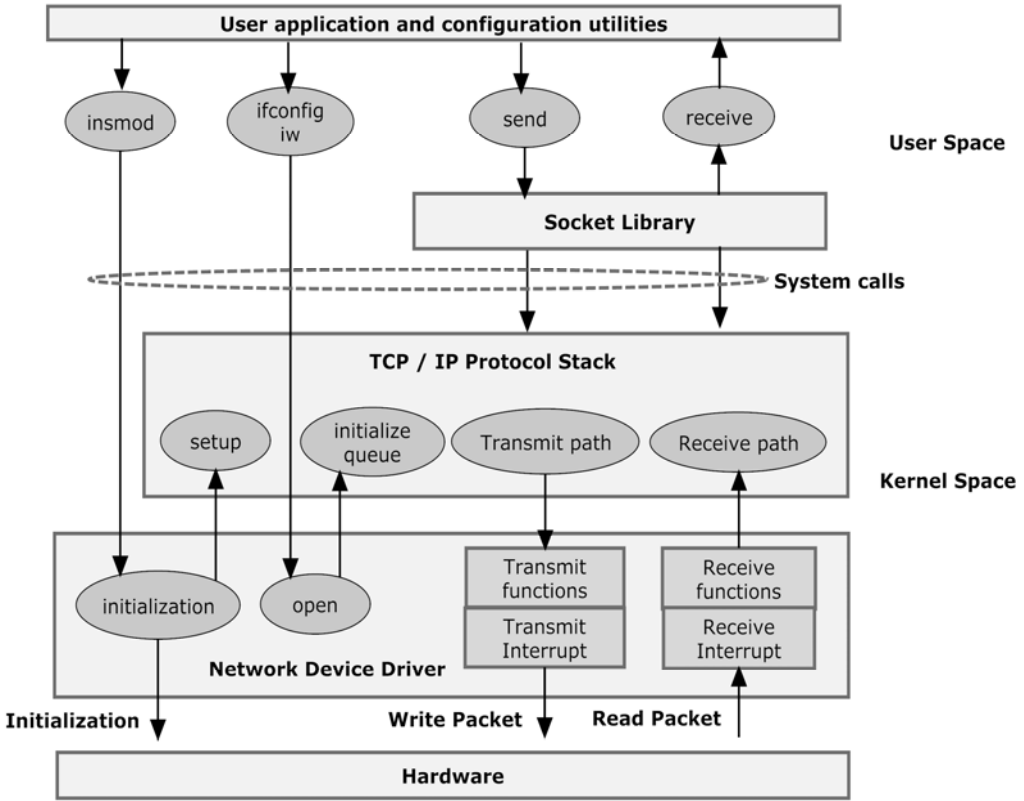 User application and configuration utilities
insmod
ifconfig
iw
send
receive
User Space
Socket Library
System calls
TCP / IP Protocol Stack
setup
initialize
queue
Transmit path
Receive path
Kernel Space
Transmit
functions
Receive
functions
initialization
open
Transmit
Interrupt
Receive
Interrupt
Network Device Driver
Initialization
Write Packet
Read Packet
Hardware